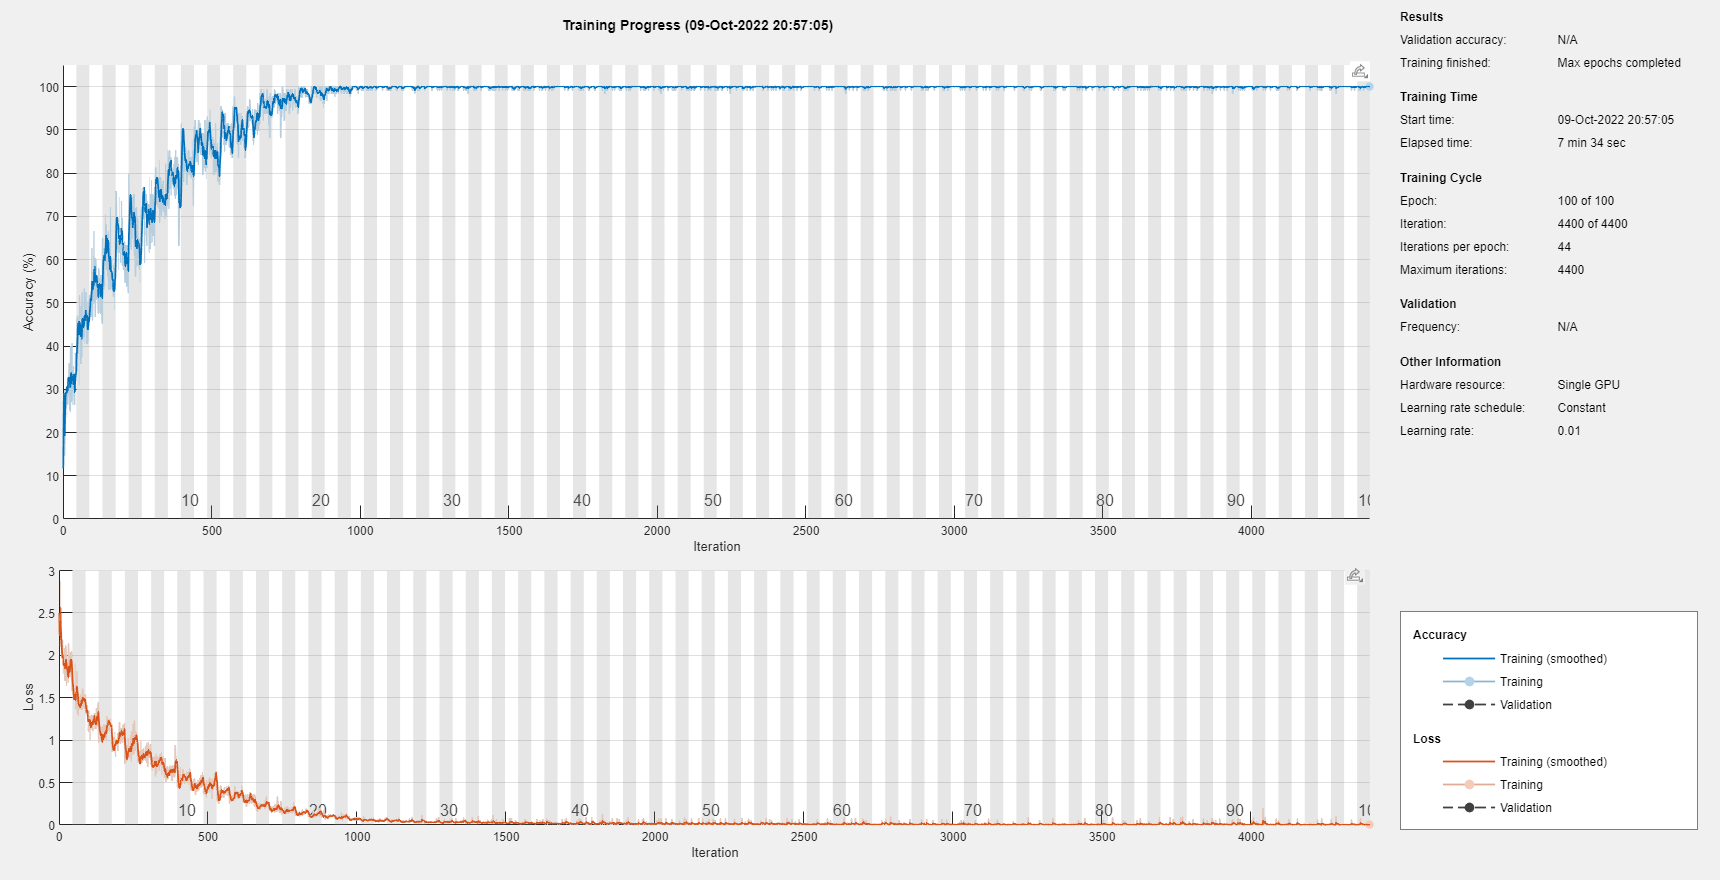 Training Progress (09-Oct-2022 20:57:05)
Accuracy (%)
100
90
80
70
60
50
40
30
20
10
0
10 20 30 40 50 60 70 80 90 10
0 500 1000 1500 2000 2500 3000 3500 4000
Iteration
Loss
3
2.5
2
1.5
1
0.5
0
10 20 30 40 50 60 70 80 90 10
0 500 1000 1500 2000 2500 3000 3500 4000
Iteration
Results
Validation accuracy: N/A
Training finished: Max epochs completed
Training Time
Start time: 09-Oct-2022 20:57:05
Elapsed time: 7 min 34 sec
Training Cycle
Epoch: 100 of 100
Iteration: 4400 of 4400
Iterations per epoch: 44
Maximum iterations: 4400
Validation
Frequency: N/A
Other Information
Hardware resource: Single GPU
Learning rate schedule: Constant
Learning rate: 0.01
Accuracy
Training (smoothed)
Training
Validation
Loss
Training (smoothed)
Training
Validation